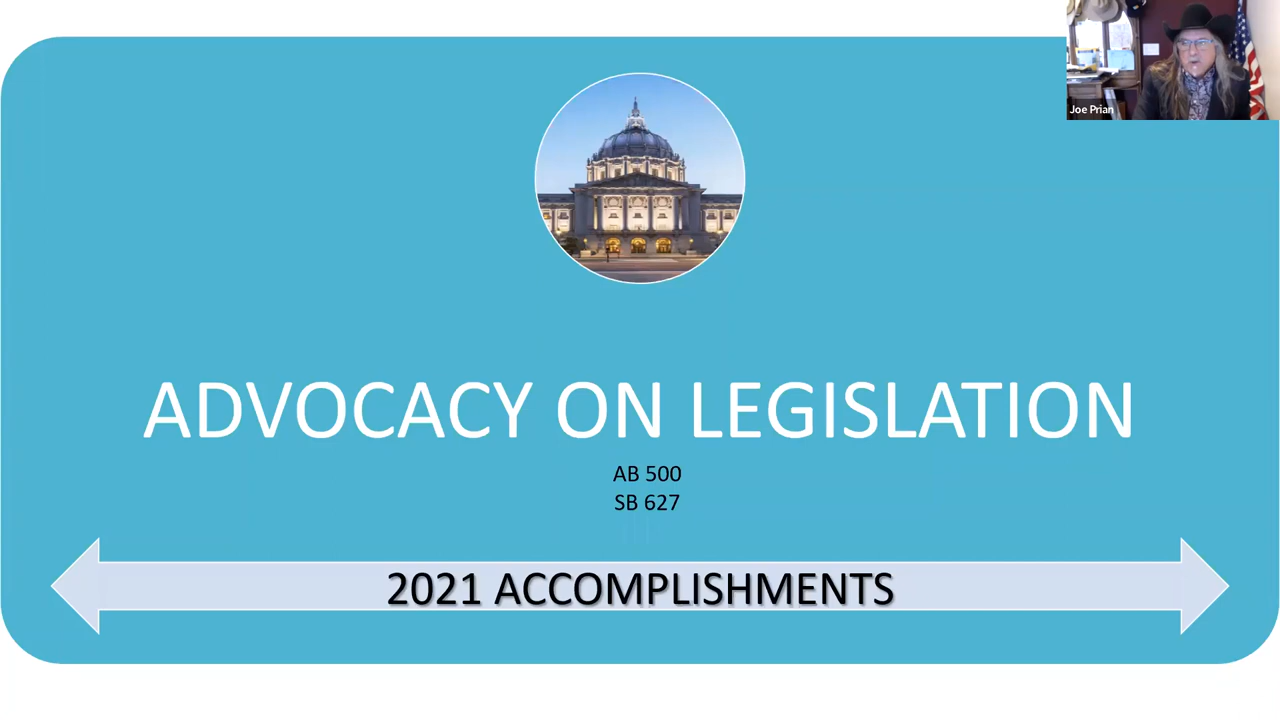 Joe Prian
ADVOCACY ON LEGISLATION
AB 500
SB 627
2021 ACCOMPLISHMENTS